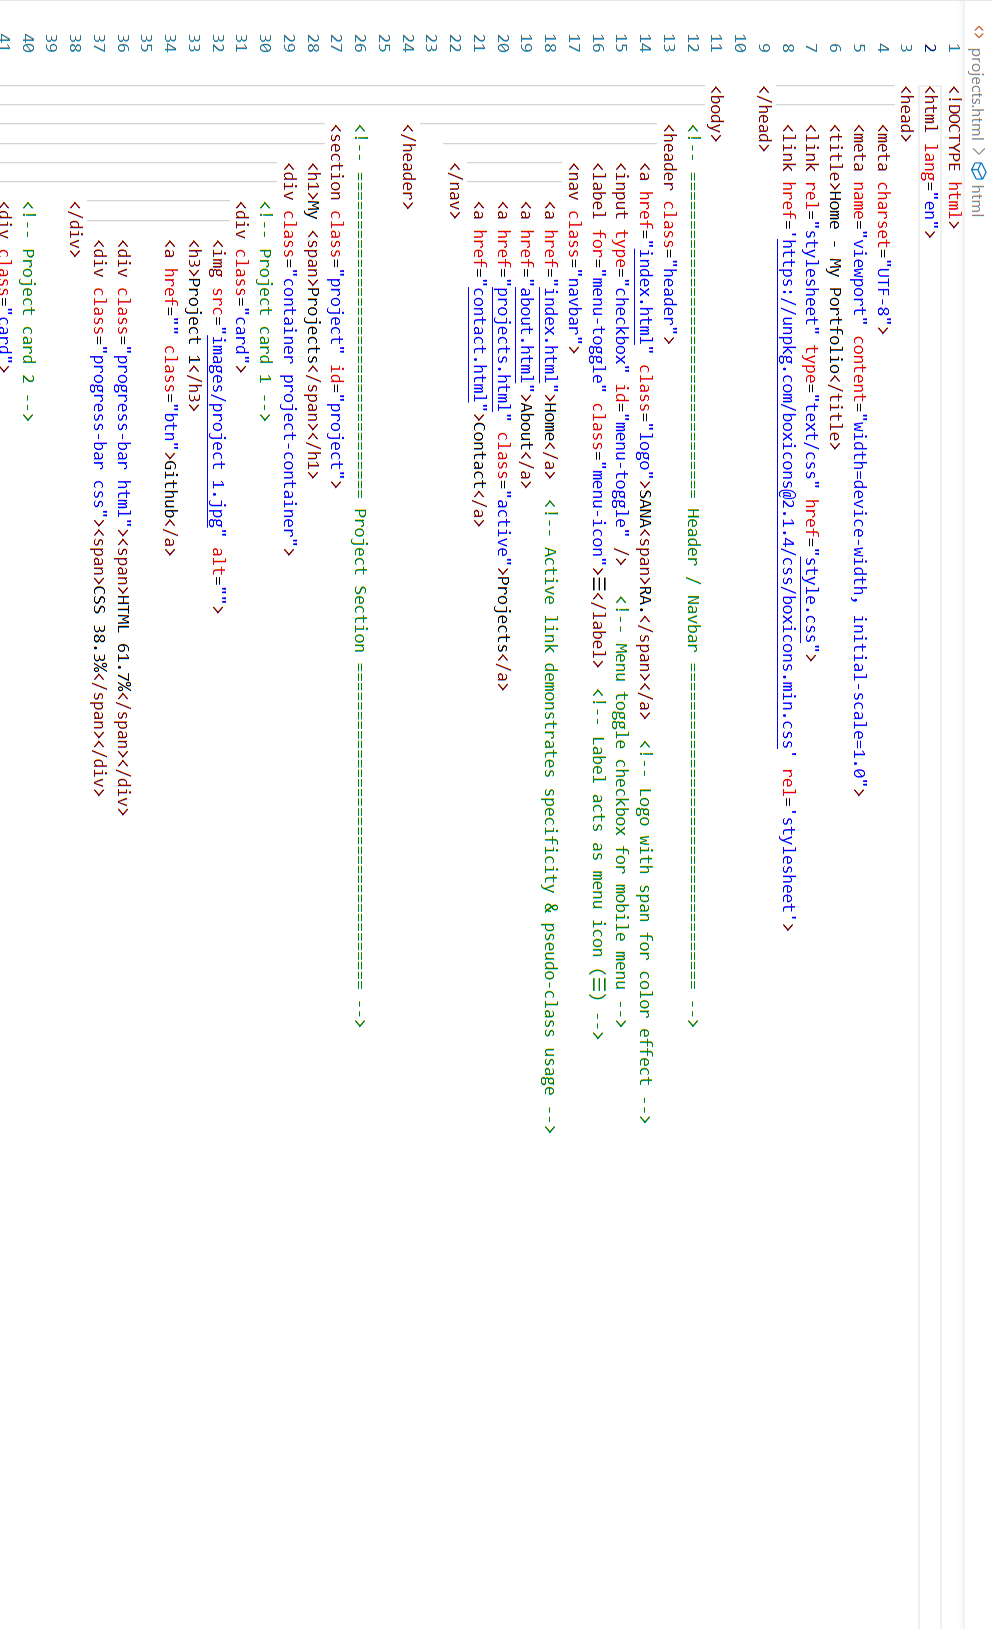 <> projects.html > html
1 <!DOCTYPE html>
2 <html lang="en">
3 <head>
4 <meta charset="UTF-8">
5 <meta name="viewport" content="width=device-width, initial-scale=1.0">
6 <title>Home - My Portfolio</title>
7 <link rel="stylesheet" type="text/css" href="style.css">
8 <link href='https://unpkg.com/boxicons@2.1.4/css/boxicons.min.css' rel='stylesheet'>
9 </head>
10
11 <body>
12 <!-- ================================== Header / Navbar ================================== -->
13 <header class="header">
14 <a href="index.html" class="logo">SANA<span>RA.</span></a> <!-- Logo with span for color effect -->
15 <input type="checkbox" id="menu-toggle" /> <!-- Menu toggle checkbox for mobile menu -->
16 <label for="menu-toggle" class="menu-icon">☰</label> <!-- Label acts as menu icon (☰) -->
17 <nav class="navbar">
18 <a href="index.html">Home</a> <!-- Active link demonstrates specificity & pseudo-class usage -->
19 <a href="about.html">About</a>
20 <a href="projects.html" class="active">Projects</a>
21 <a href="contact.html">Contact</a>
22 </nav>
23
24 </header>
25
26 <!-- ================================== Project Section ================================== -->
27 <section class="project" id="project">
28 <h1>My <span>Projects</span></h1>
29 <div class="container project-container">
30 <!-- Project card 1 -->
31 <div class="card">
32 <img src="images/project 1.jpg" alt="">
33 <h3>Project 1</h3>
34 <a href="" class="btn">Github</a>
35
36 <div class="progress-bar html"><span>HTML 61.7%</span></div>
37 <div class="progress-bar css"><span>CSS 38.3%</span></div>
38 </div>
39
40 <!-- Project card 2 -->
41 <div class="card">